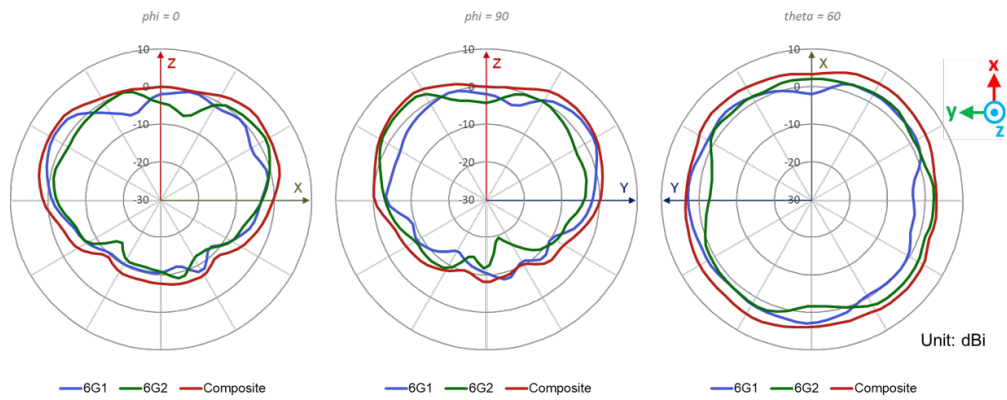 phi = 0
10
0
-10
-20
-30
Z
X
6G1 6G2 Composite
phi = 90
10
0
-10
-20
-30
Z
Y
6G1 6G2 Composite
theta = 60
10
0
-10
-20
-30
X
Y
6G1 6G2 Composite
x
y
z
Unit: dBi